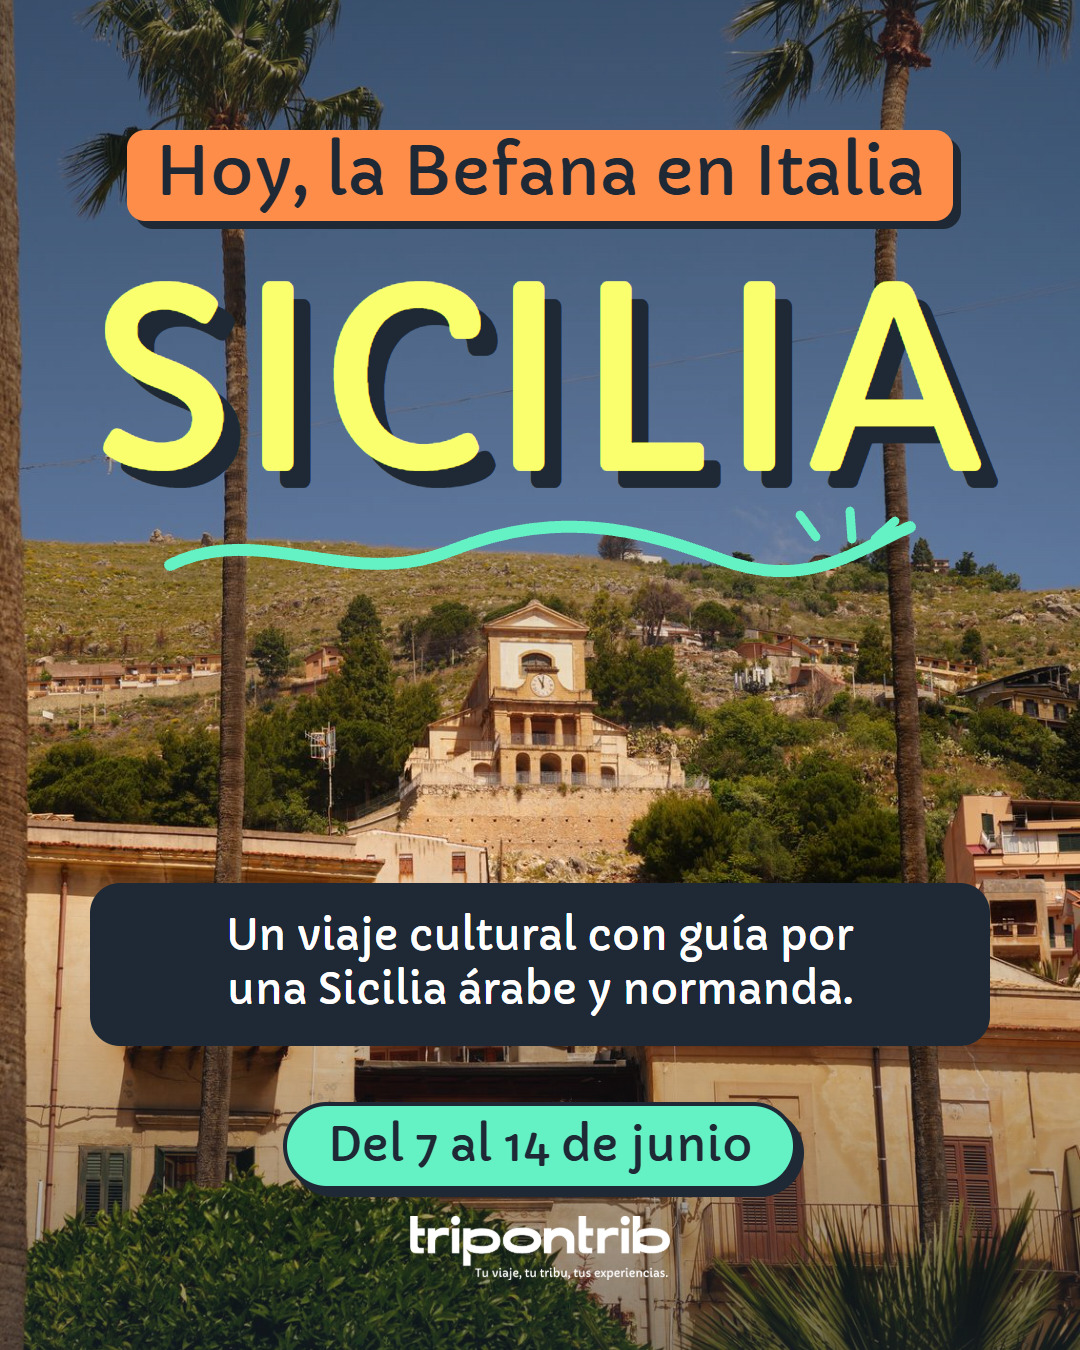 Hoy, la Befana en Italia
SICILIA
Un viaje cultural con guía por
una Sicilia árabe y normanda.
Del 7 al 14 de junio
tripontrib
Tu viaje, tu tribu, tus experiencias.